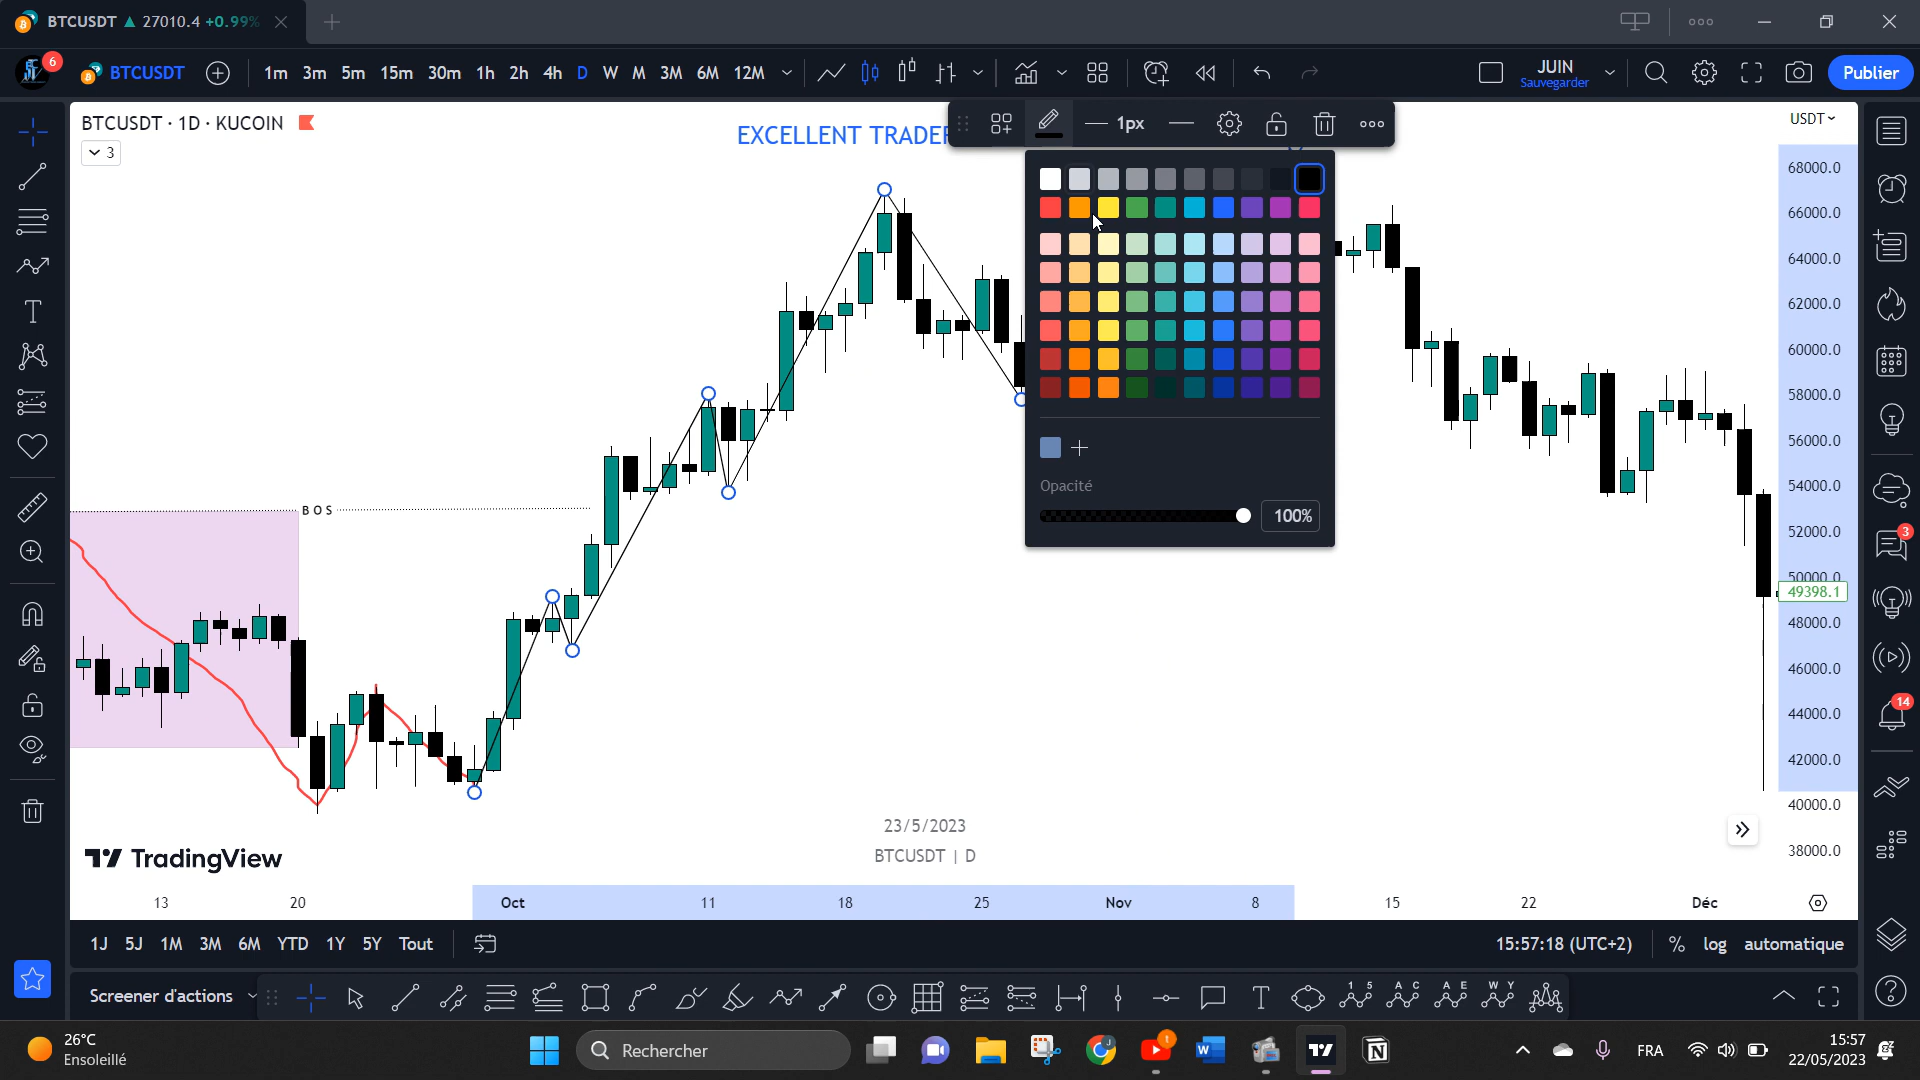 BTCUSDT 27010.4 +0.99%
6
BTCUSDT
1m 3m 5m 15m 30m 1h 2h 4h D W M 3M 6M 12M
JUIN
Sauvegarder
Publier
BTCUSDT · 1D · KUCOIN
3
EXCELLENT TRADER
1px
USDT
68000.0
66000.0
64000.0
62000.0
60000.0
58000.0
56000.0
54000.0
52000.0
50000.0
49398.1
48000.0
46000.0
44000.0
42000.0
40000.0
38000.0
Opacité
100%
BOS
3
14
23/5/2023
BTCUSDT | D
TradingView
13 20 Oct 11 18 25 Nov 8 15 22 Déc
1J 5J 1M 3M 6M YTD 1Y 5Y Tout
15:57:18 (UTC+2) % log automatique
Screener d'actions
1 5 A C A E W Y
26°C
Ensoleillé
Rechercher
FRA
15:57
22/05/2023